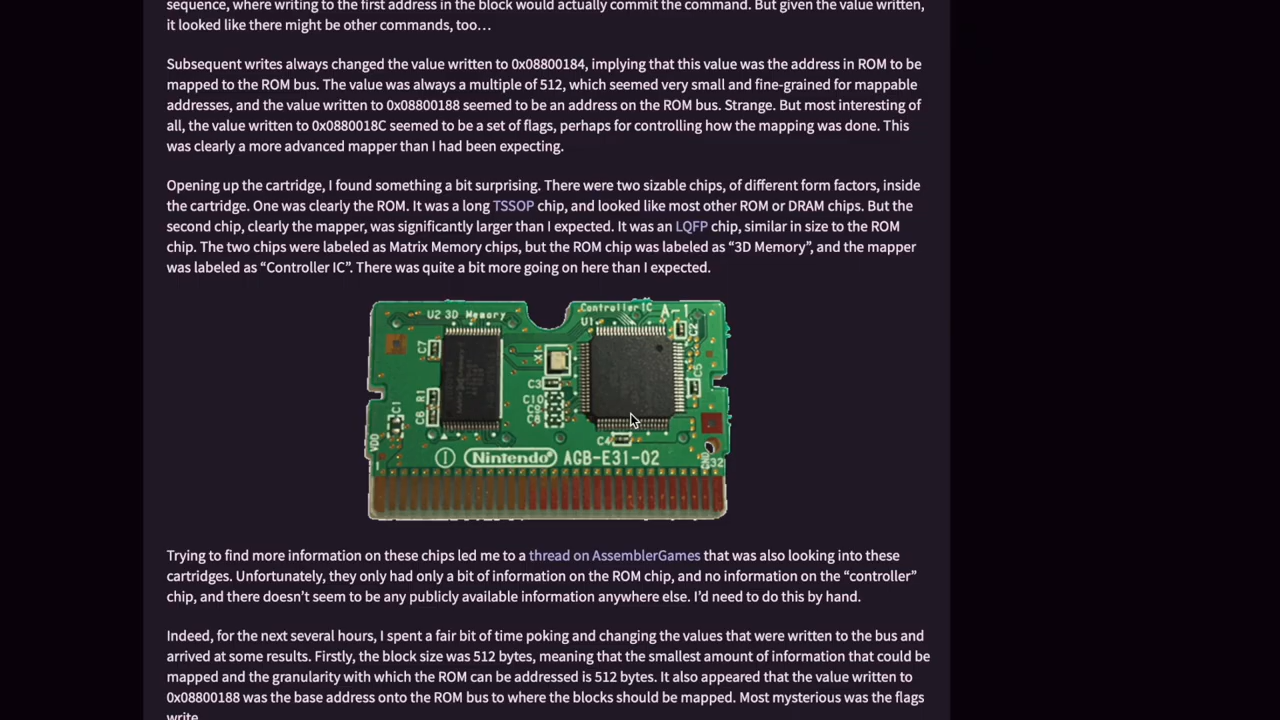 sequence, where writing to the first address in the block would actually commit the command. But given the value written,
it looked like there might be other commands, too…
Subsequent writes always changed the value written to 0x08800184, implying that this value was the address in ROM to be
mapped to the ROM bus. The value was always a multiple of 512, which seemed very small and fine-grained for mappable
addresses, and the value written to 0x08800188 seemed to be an address on the ROM bus. Strange. But most interesting of
all, the value written to 0x0880018C seemed to be a set of flags, perhaps for controlling how the mapping was done. This
was clearly a more advanced mapper than I had been expecting.
Opening up the cartridge, I found something a bit surprising. There were two sizable chips, of different form factors, inside
the cartridge. One was clearly the ROM. It was a long TSSOP chip, and looked like most other ROM or DRAM chips. But the
second chip, clearly the mapper, was significantly larger than I expected. It was an LQFP chip, similar in size to the ROM
chip. The two chips were labeled as Matrix Memory chips, but the ROM chip was labeled as “3D Memory”, and the mapper
was labeled as “Controller IC”. There was quite a bit more going on here than I expected.
U2 3D Memory
Controller IC
U1
A-1
C2
C7
X1
C3
C5
R1
C10
C6
C1
C4
VDD
1
Nintendo
AGB-E31-02
GND
32
Trying to find more information on these chips led me to a thread on AssemblerGames that was also looking into these
cartridges. Unfortunately, they only had only a bit of information on the ROM chip, and no information on the “controller”
chip, and there doesn’t seem to be any publicly available information anywhere else. I’d need to do this by hand.
Indeed, for the next several hours, I spent a fair bit of time poking and changing the values that were written to the bus and
arrived at some results. Firstly, the block size was 512 bytes, meaning that the smallest amount of information that could be
mapped and the granularity with which the ROM can be addressed is 512 bytes. It also appeared that the value written to
0x08800188 was the base address onto the ROM bus to where the blocks should be mapped. Most mysterious was the flags
write.